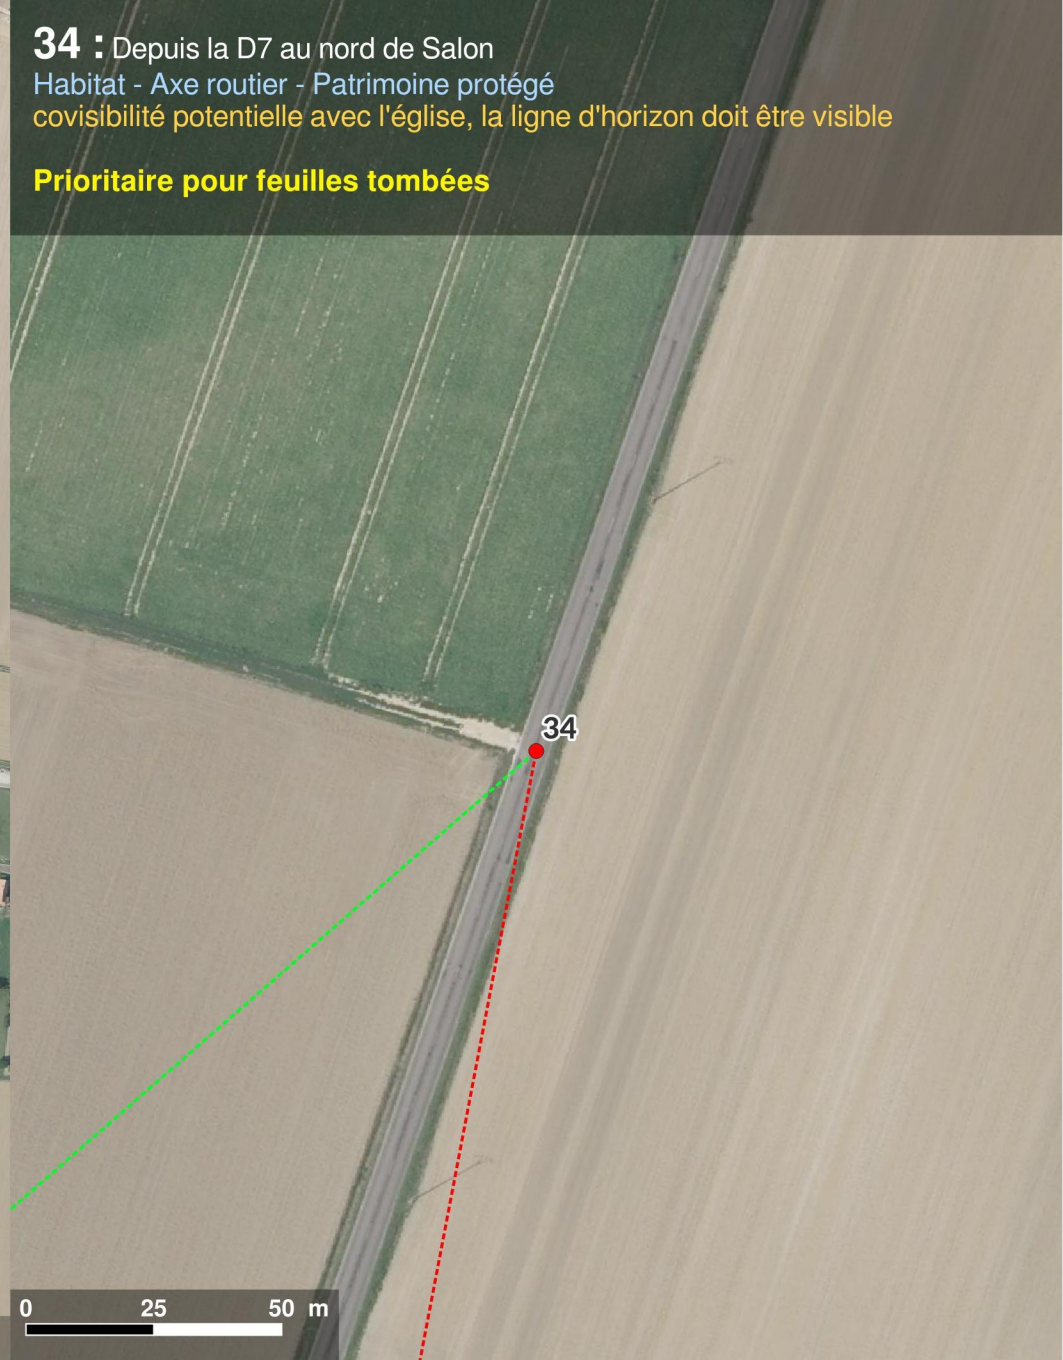 34 : Depuis la D7 au nord de Salon
Habitat - Axe routier - Patrimoine protégé
covisibilité potentielle avec l'église, la ligne d'horizon doit être visible
Prioritaire pour feuilles tombées
34
0 25 50 m